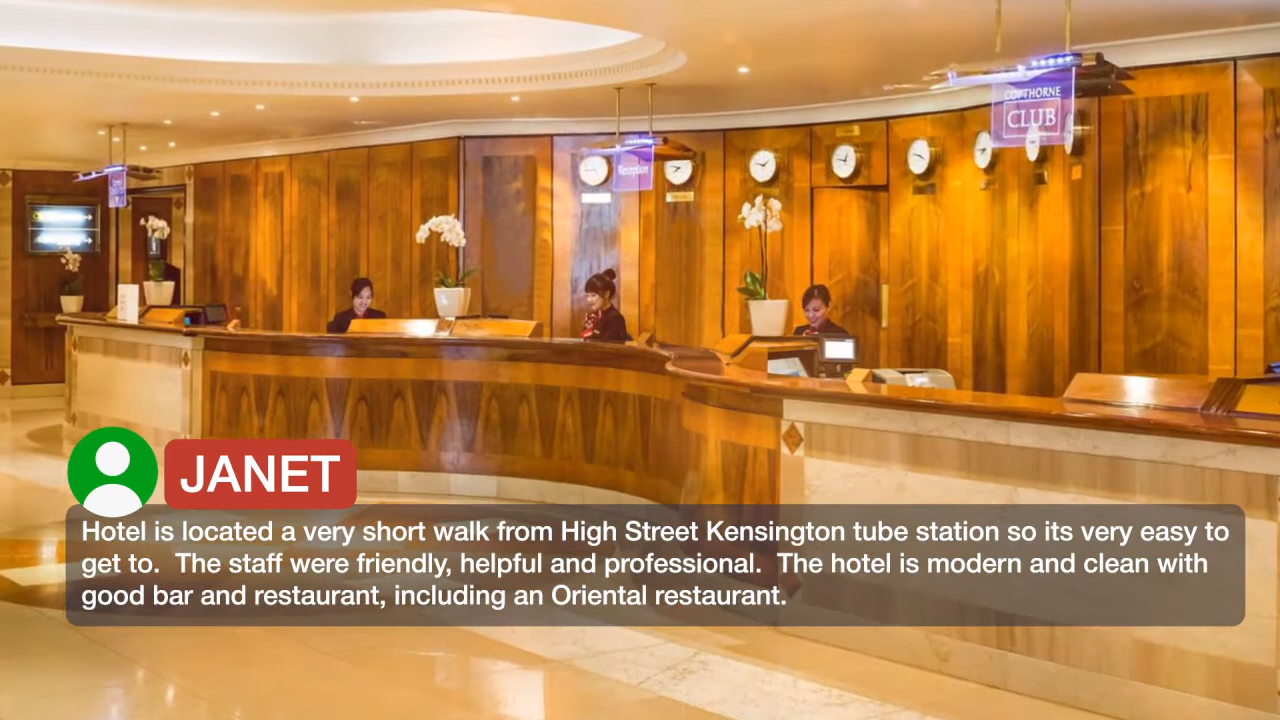 COPTHORNE
CLUB
Reception
JANET
Hotel is located a very short walk from High Street Kensington tube station so its very easy to
get to.  The staff were friendly, helpful and professional.  The hotel is modern and clean with
good bar and restaurant, including an Oriental restaurant.